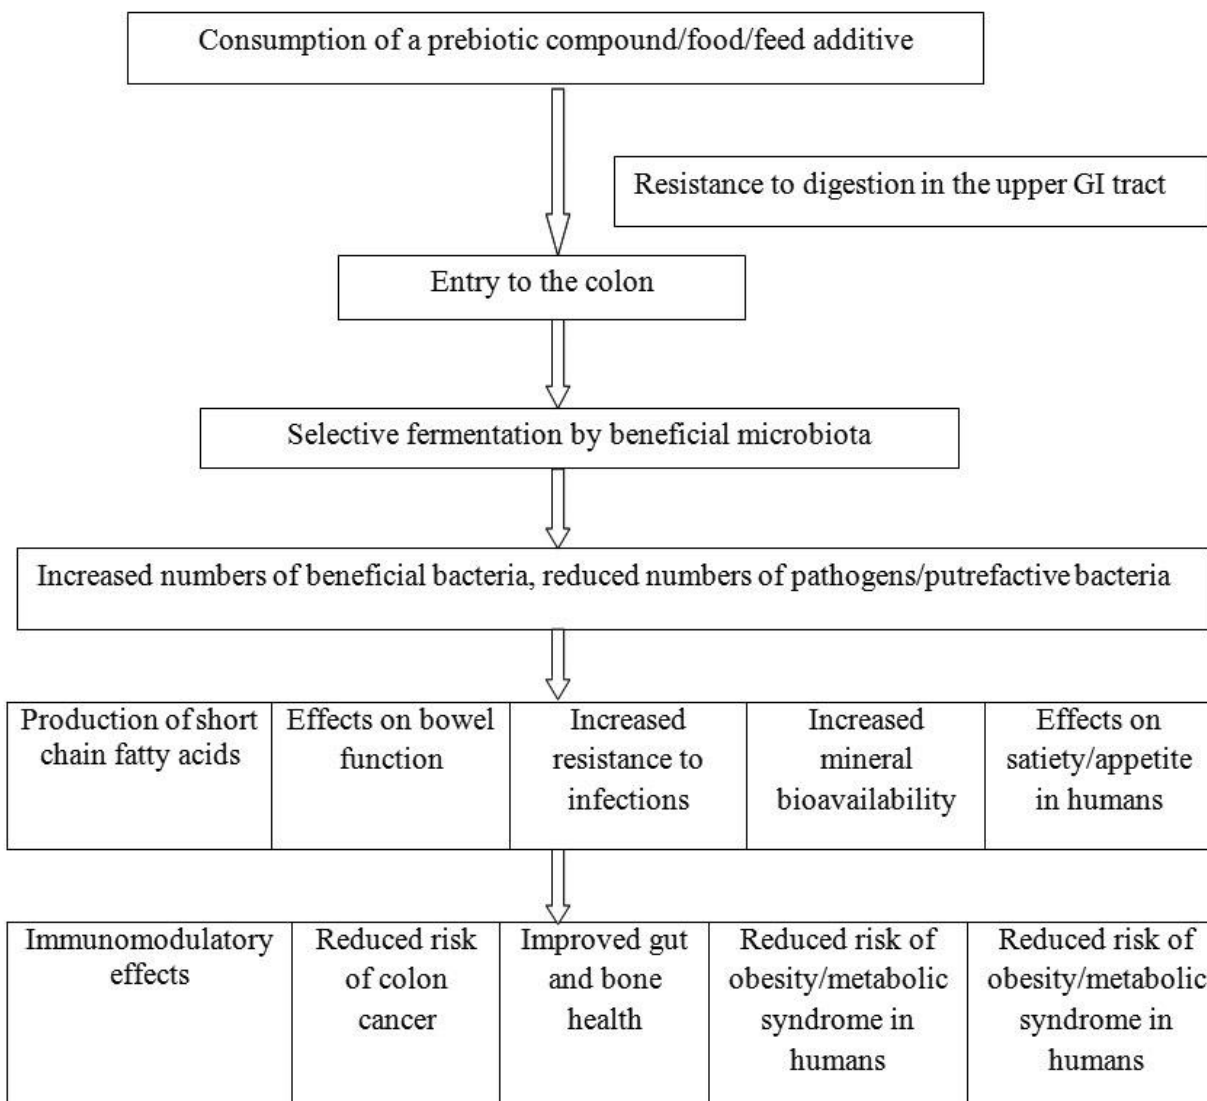 Consumption of a prebiotic compound/food/feed additive
Resistance to digestion in the upper GI tract
Entry to the colon
Selective fermentation by beneficial microbiota
Increased numbers of beneficial bacteria, reduced numbers of pathogens/putrefactive bacteria
Production of short
chain fatty acids
Effects on bowel
function
Increased
resistance to
infections
Increased
mineral
bioavailability
Effects on
satiety/appetite
in humans
Immunomodulatory
effects
Reduced risk
of colon
cancer
Improved gut
and bone
health
Reduced risk of
obesity/metabolic
syndrome in
humans
Reduced risk of
obesity/metabolic
syndrome in
humans